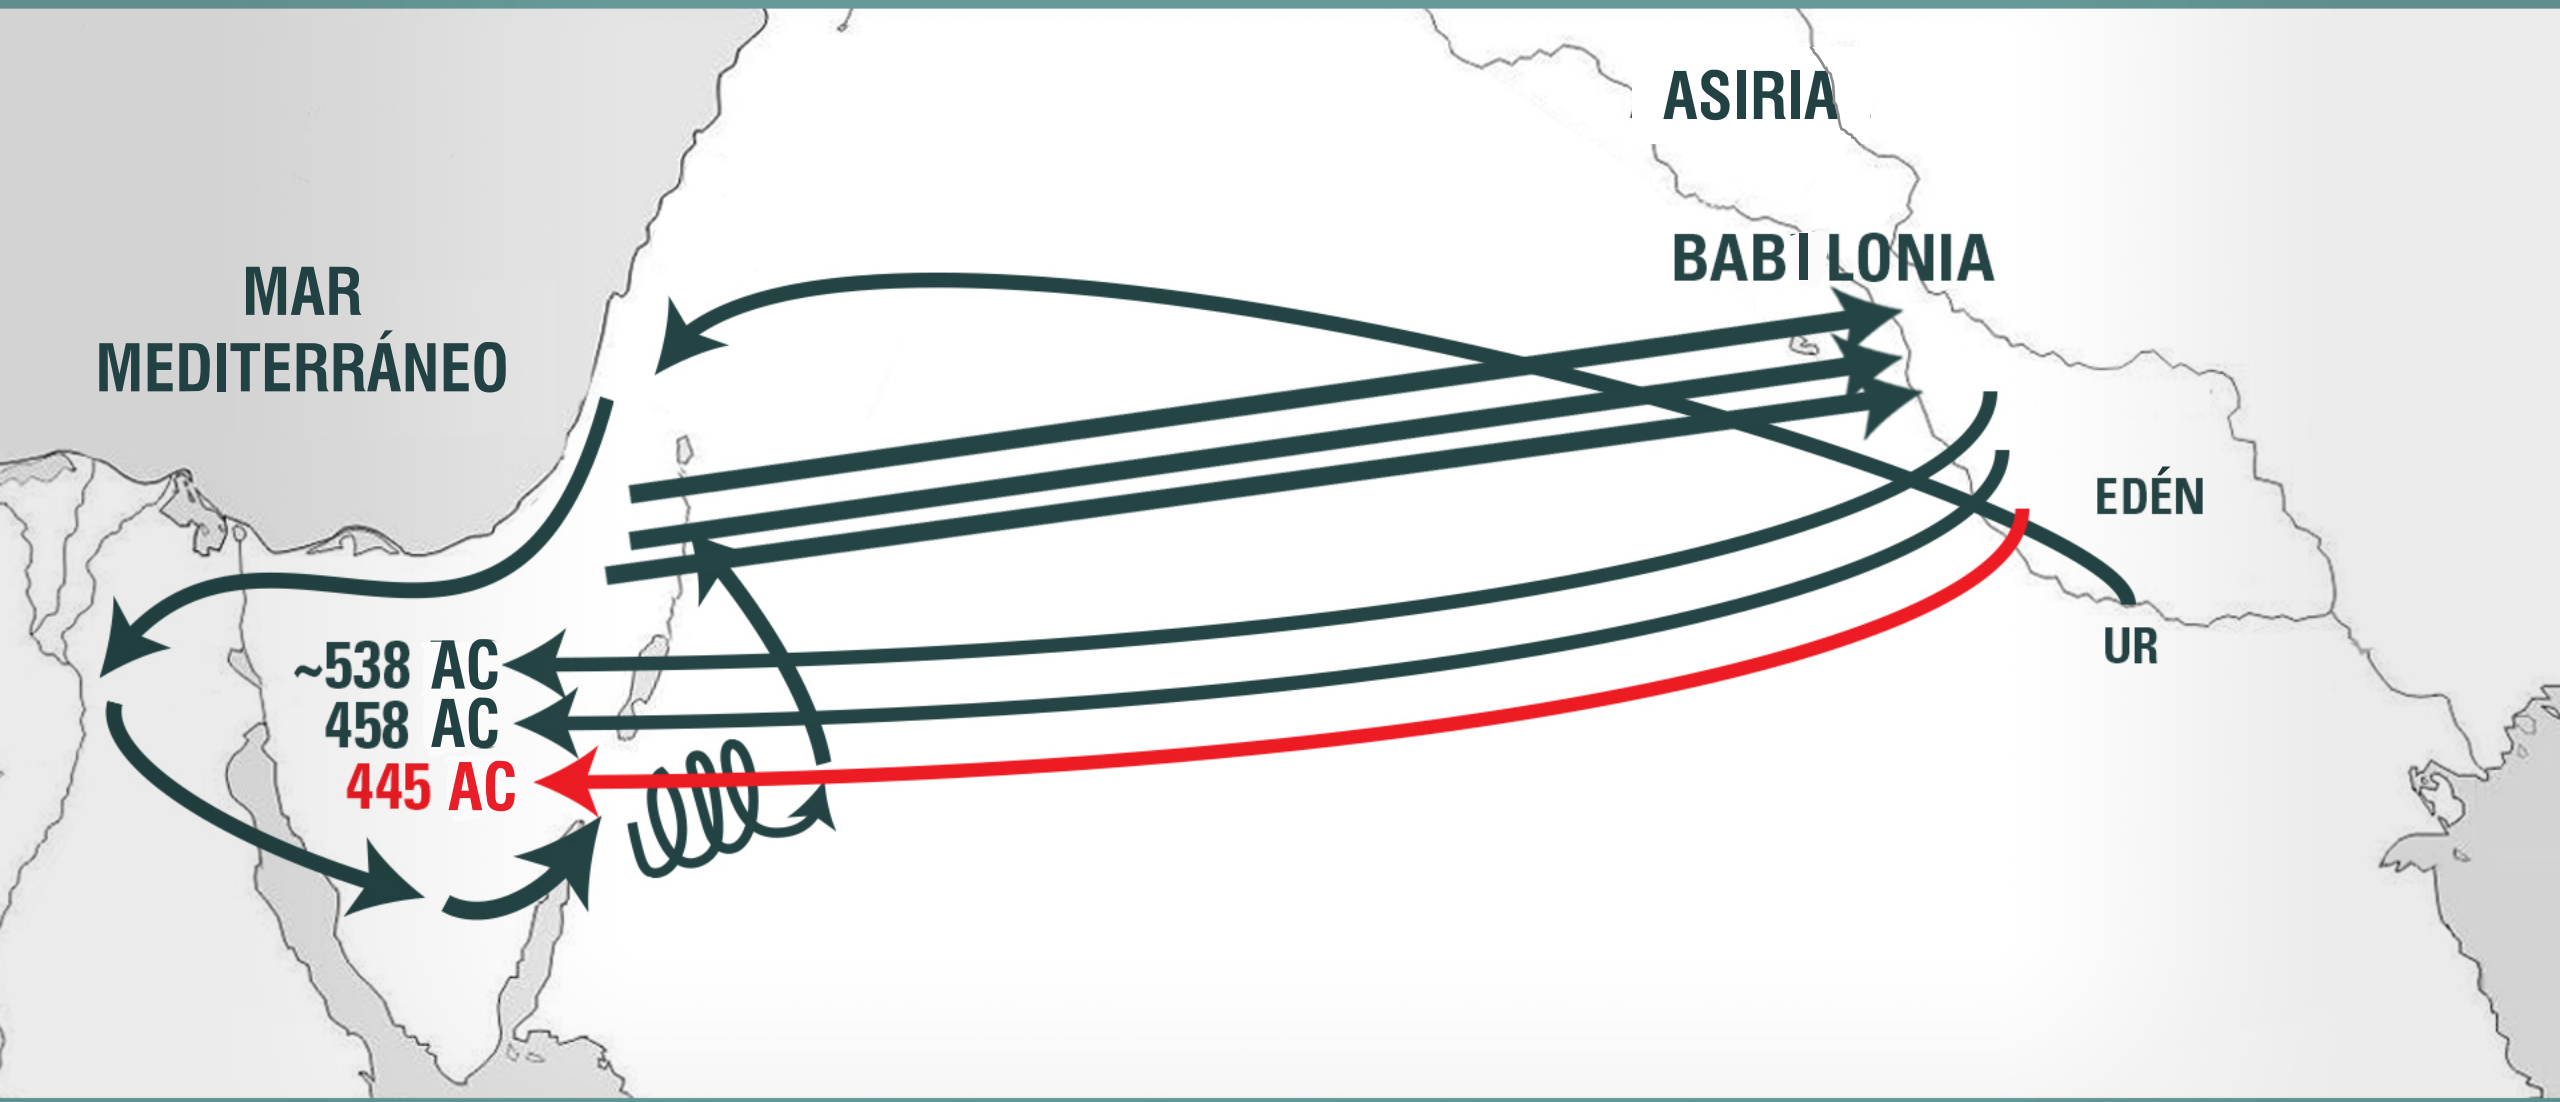 ASIRIA
BABILONIA
MAR
MEDITERRÁNEO
EDÉN
UR
~538 AC
458 AC
445 AC